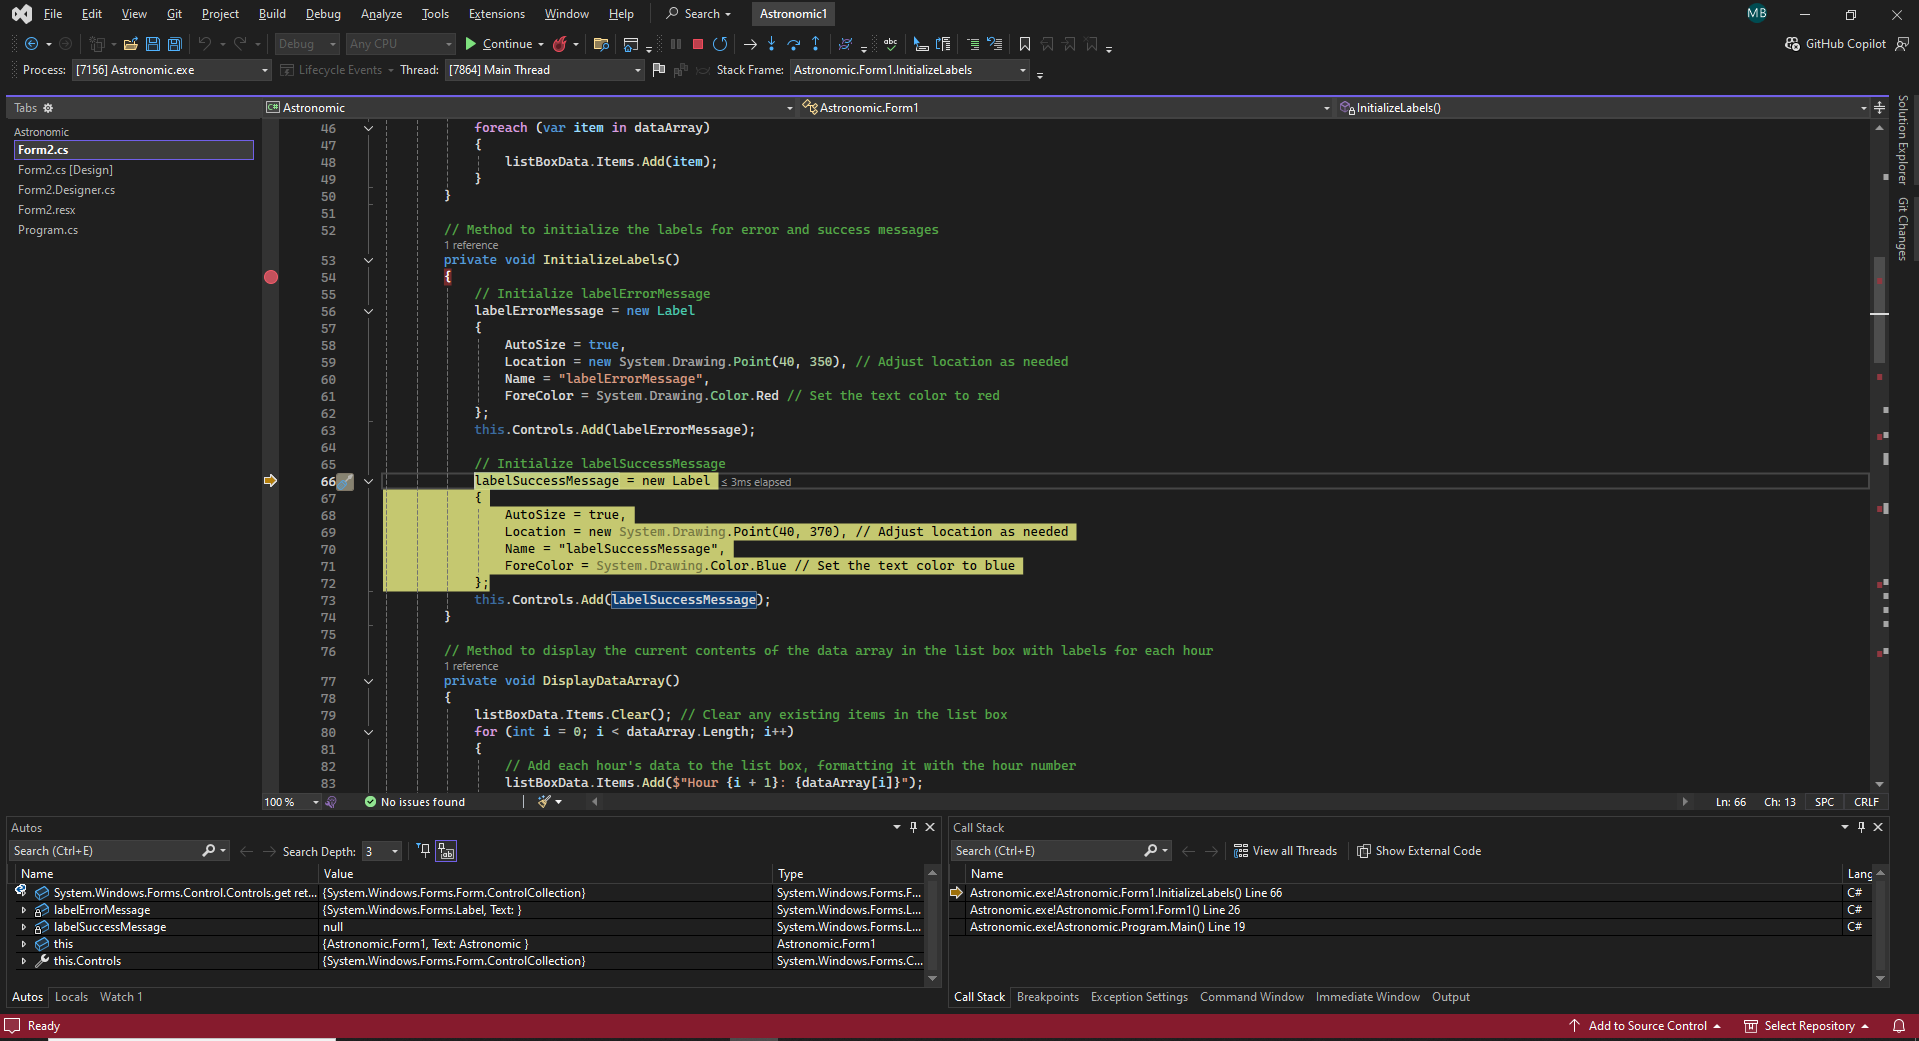 File Edit View Git Project Build Debug Analyze Tools Extensions Window Help Search Astronomic1 MB
Debug Any CPU Continue GitHub Copilot
Process: [7156] Astronomic.exe Lifecycle Events Thread: [7864] Main Thread Stack Frame: Astronomic.Form1.InitializeLabels
Tabs
Astronomic
Form2.cs
Form2.cs [Design]
Form2.Designer.cs
Form2.resx
Program.cs
C# Astronomic Astronomic.Form1 InitializeLabels()
46 foreach (var item in dataArray)
47 {
48 listBoxData.Items.Add(item);
49 }
50 }
51
52 // Method to initialize the labels for error and success messages
1 reference
53 private void InitializeLabels()
54 {
55 // Initialize labelErrorMessage
56 labelErrorMessage = new Label
57 {
58 AutoSize = true,
59 Location = new System.Drawing.Point(40, 350), // Adjust location as needed
60 Name = "labelErrorMessage",
61 ForeColor = System.Drawing.Color.Red // Set the text color to red
62 };
63 this.Controls.Add(labelErrorMessage);
64
65 // Initialize labelSuccessMessage
66 labelSuccessMessage = new Label ≤ 3ms elapsed
67 {
68 AutoSize = true,
69 Location = new System.Drawing.Point(40, 370), // Adjust location as needed
70 Name = "labelSuccessMessage",
71 ForeColor = System.Drawing.Color.Blue // Set the text color to blue
72 };
73 this.Controls.Add(labelSuccessMessage);
74 }
75
76 // Method to display the current contents of the data array in the list box with labels for each hour
1 reference
77 private void DisplayDataArray()
78 {
79 listBoxData.Items.Clear(); // Clear any existing items in the list box
80 for (int i = 0; i < dataArray.Length; i++)
81 {
82 // Add each hour's data to the list box, formatting it with the hour number
83 listBoxData.Items.Add($"Hour {i + 1}: {dataArray[i]}");
100 % No issues found Ln: 66 Ch: 13 SPC CRLF
Solution Explorer
Git Changes
Autos
Search (Ctrl+E) Search Depth: 3
Name Value Type
System.Windows.Forms.Control.Controls.get ret... {System.Windows.Forms.Form.ControlCollection} System.Windows.Forms.F...
labelErrorMessage {System.Windows.Forms.Label, Text: } System.Windows.Forms.L...
labelSuccessMessage null System.Windows.Forms.L...
this {Astronomic.Form1, Text: Astronomic } Astronomic.Form1
this.Controls {System.Windows.Forms.Form.ControlCollection} System.Windows.Forms.C...
Autos Locals Watch 1
Call Stack
Search (Ctrl+E) View all Threads Show External Code
Name Lang
Astronomic.exe!Astronomic.Form1.InitializeLabels() Line 66 C#
Astronomic.exe!Astronomic.Form1.Form1() Line 26 C#
Astronomic.exe!Astronomic.Program.Main() Line 19 C#
Call Stack Breakpoints Exception Settings Command Window Immediate Window Output
Ready Add to Source Control Select Repository